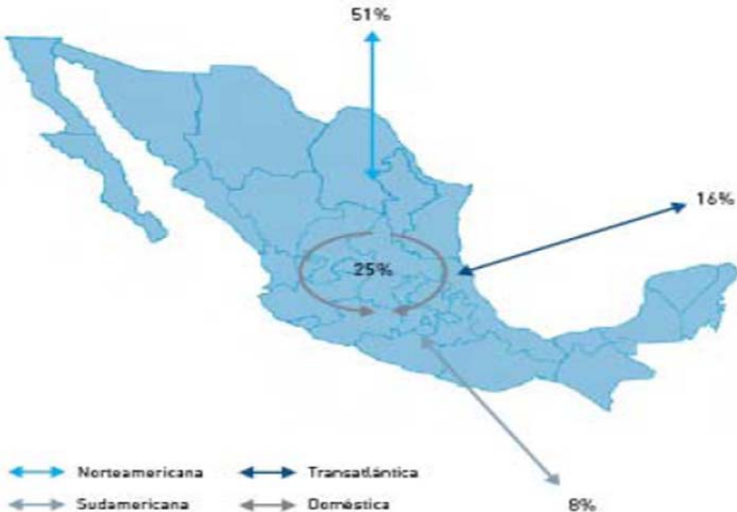 51%
16%
25%
Norteamericana
Transatlántica
Sudamericana
Doméstica
8%